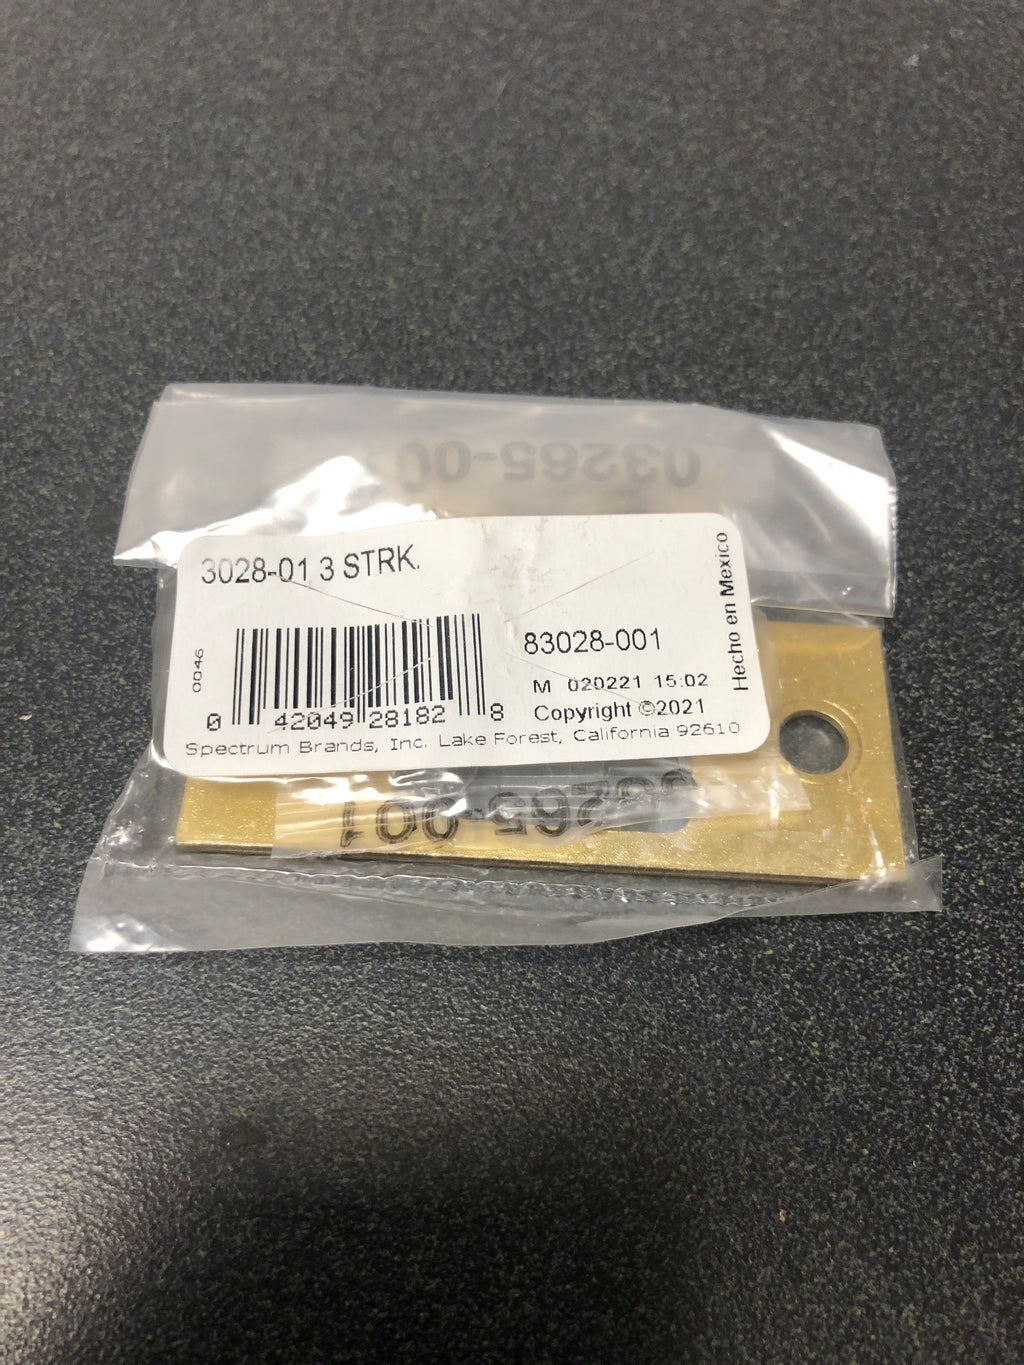 03265-00
3028-01 3 STRK.
83028-001
Hecho en Mexico
0046
M 020221 15:02
0 42049 28182 8
Copyright ©2021
Spectrum Brands, Inc. Lake Forest, California 92610
265-001